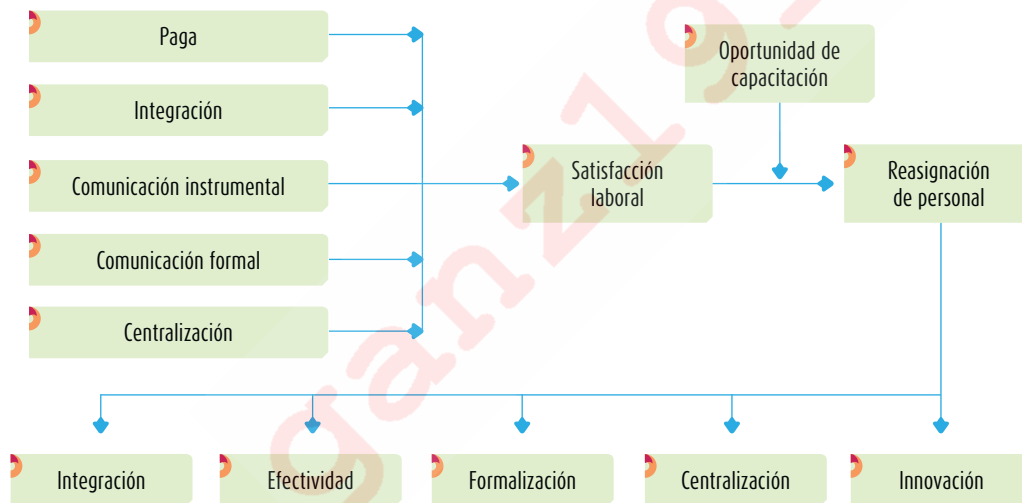 Paga
Integración
Comunicación instrumental
Comunicación formal
Centralización
Satisfacción
laboral
Oportunidad de
capacitación
Reasignación
de personal
Integración
Efectividad
Formalización
Centralización
Innovación